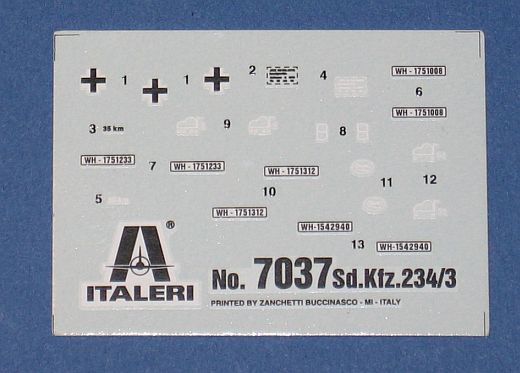 1 1 2 4 WH - 1751008
6
WH - 1751008
3 35 km 9 8
WH - 1751233 7 WH - 1751233 WH - 1751312
5 10 11 12
WH - 1751312
WH-1542940
13 WH-1542940
ITALERI ®
No. 7037 Sd.Kfz.234/3
PRINTED BY ZANCHETTI BUCCINASCO - MI - ITALY